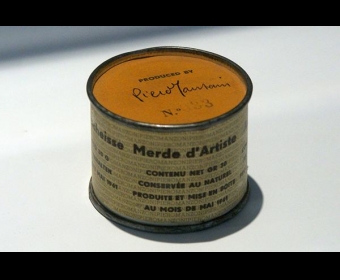 PRODUCED BY
Piero Manzoni
N.° 33
Merde d'Artiste
CONTENU NET GR 30
CONSERVÉE AU NATUREL
PRODUITE ET MISE EN BOITE
AU MOIS DE MAI 1961